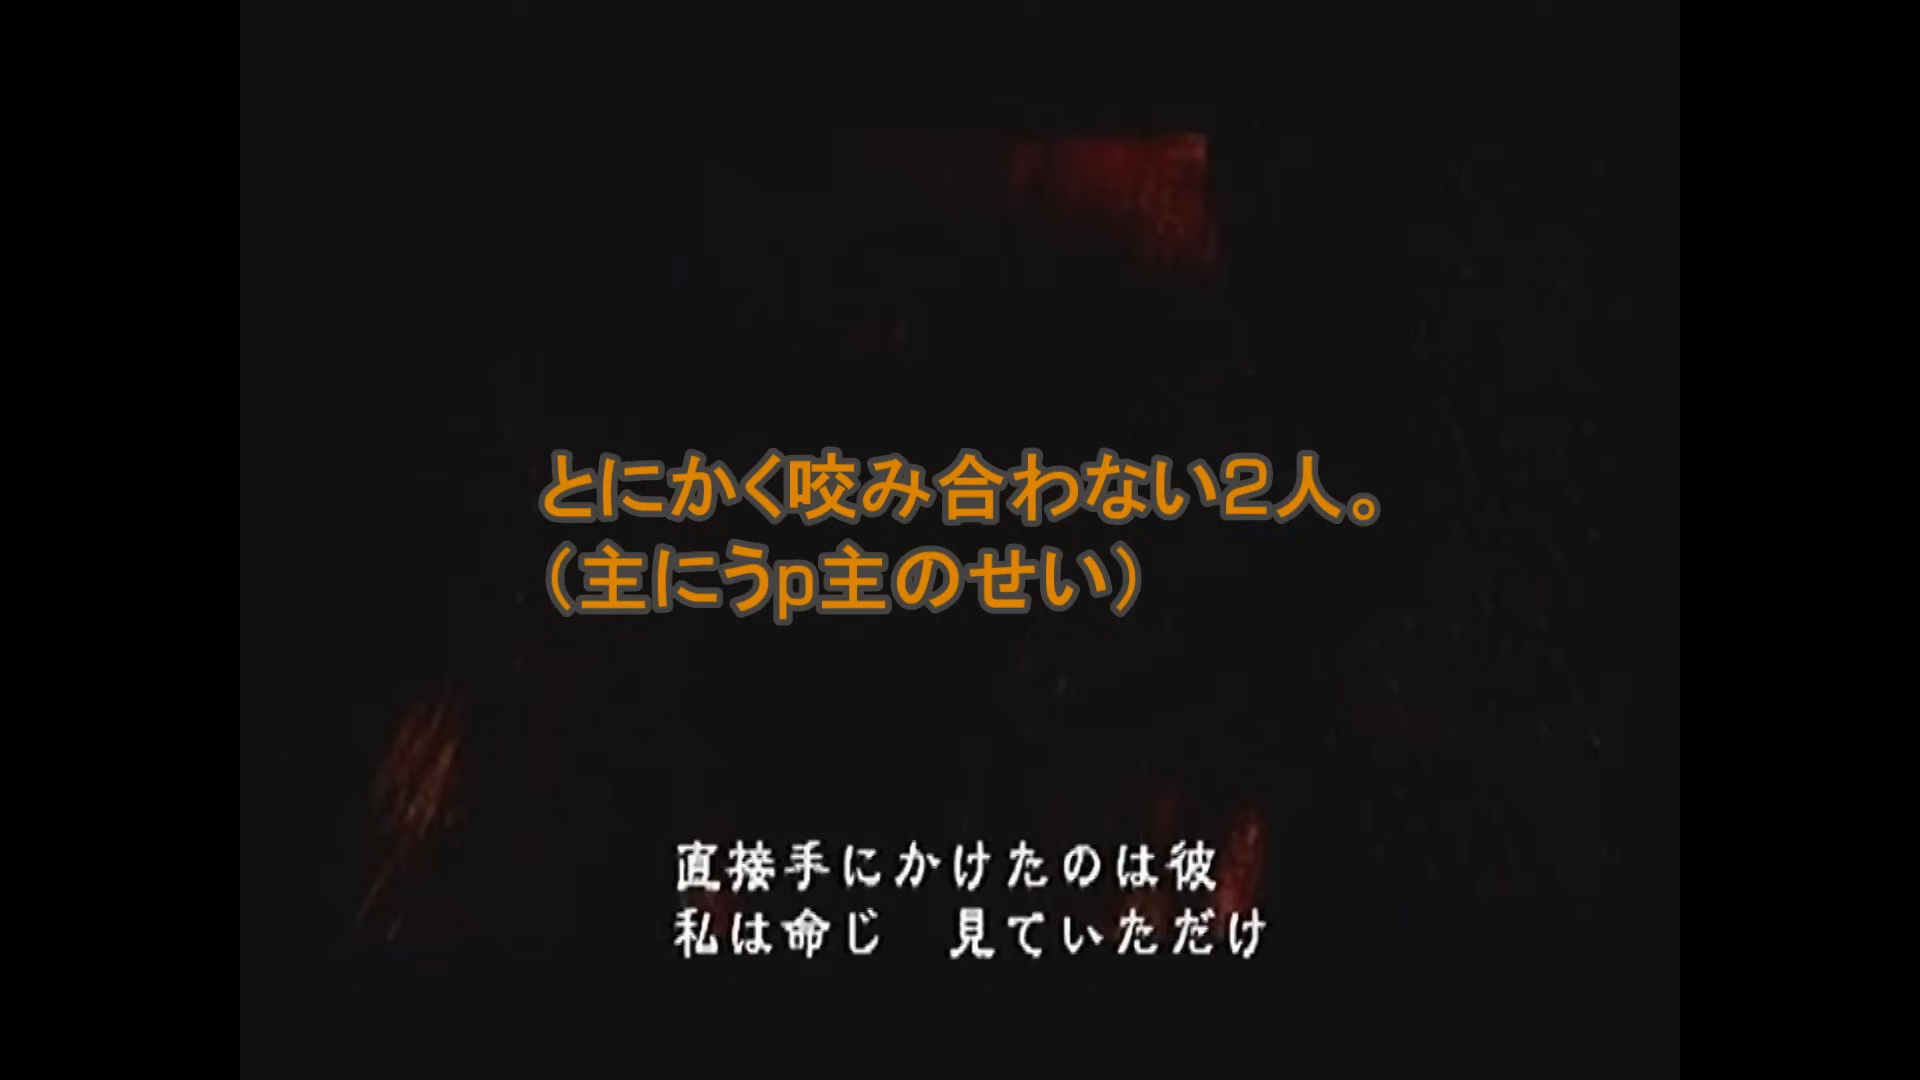 とにかく咬み合わない2人。
（主にうp主のせい）
直接手にかけたのは彼
私は命じ　見ていただけ